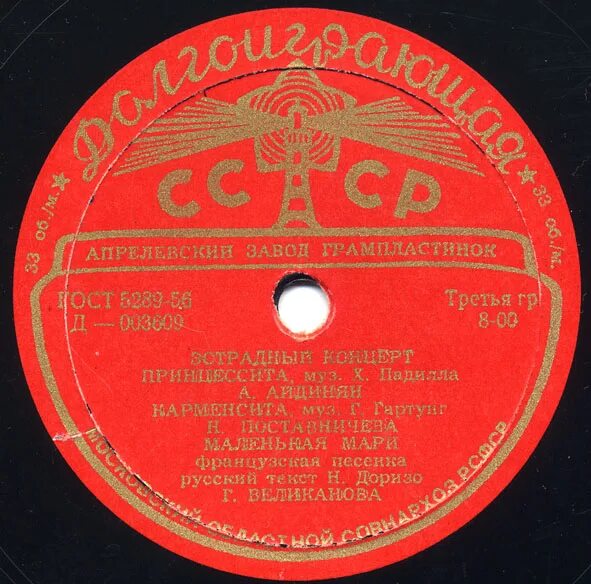 Долгоиграющая
33 об./м. ★ ★ 33 об./м.
СССР
АПРЕЛЕВСКИЙ ЗАВОД ГРАМПЛАСТИНОК
ГОСТ 5289-56
Д — 003609
Третья гр
8-00
ЭСТРАДНЫЙ КОНЦЕРТ
ПРИНЦЕССИТА, муз. Х. Падилла
А. АЙДИНЯН
КАРМЕНСИТА, муз. Г. Гартунг
Н. ПОСТАВНИЧЕВА
МАЛЕНЬКАЯ МАРИ
французская песенка
русский текст Н. Доризо
Г. ВЕЛИКАНОВА
МОСКОВСКИЙ ОБЛАСТНОЙ СОВНАРХОЗ РСФСР